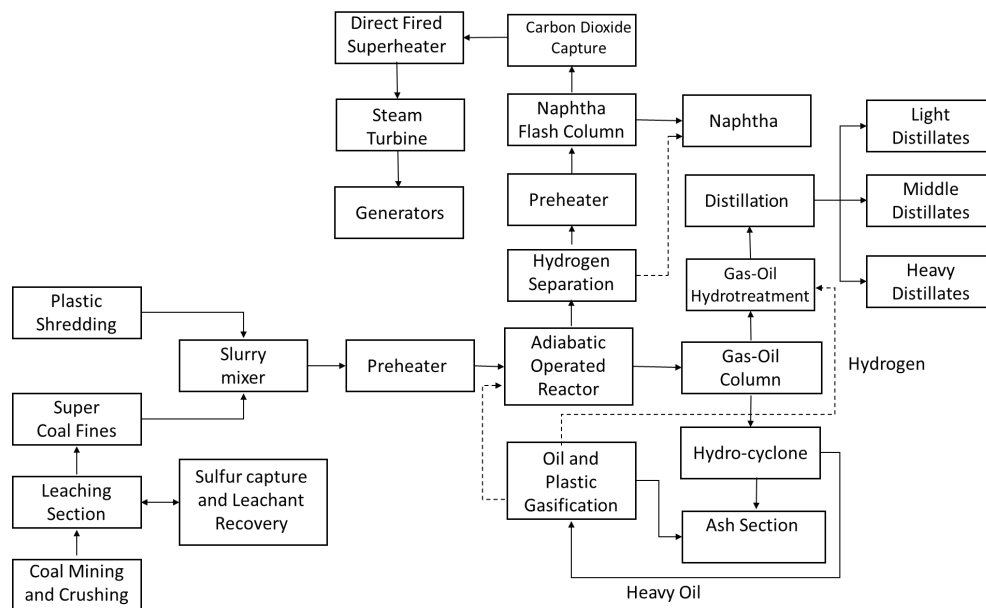 Direct Fired
Superheater
Carbon Dioxide
Capture
Steam
Turbine
Naphtha
Flash Column
Naphtha
Light
Distillates
Generators
Preheater
Distillation
Middle
Distillates
Hydrogen
Separation
Gas-Oil
Hydrotreatment
Heavy
Distillates
Plastic
Shredding
Slurry
mixer
Preheater
Adiabatic
Operated
Reactor
Gas-Oil
Column
Hydrogen
Super
Coal Fines
Leaching
Section
Sulfur capture
and Leachant
Recovery
Oil and
Plastic
Gasification
Hydro-cyclone
Ash Section
Coal Mining
and Crushing
Heavy Oil